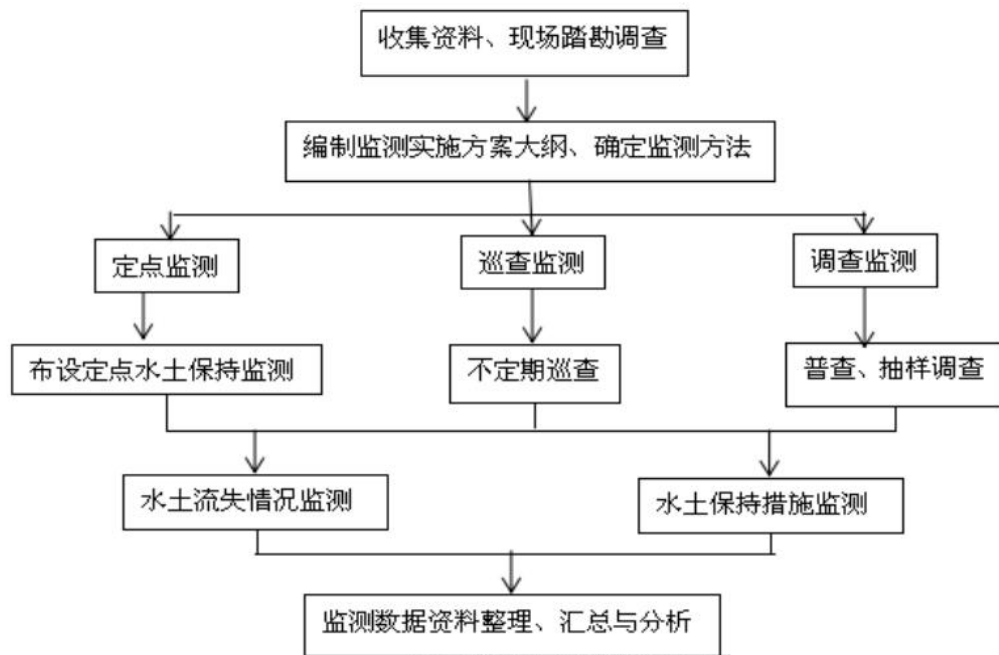 收集资料、现场踏勘调查
编制监测实施方案大纲、确定监测方法
定点监测
巡查监测
调查监测
布设定点水土保持监测
不定期巡查
普查、抽样调查
水土流失情况监测
水土保持措施监测
监测数据资料整理、汇总与分析